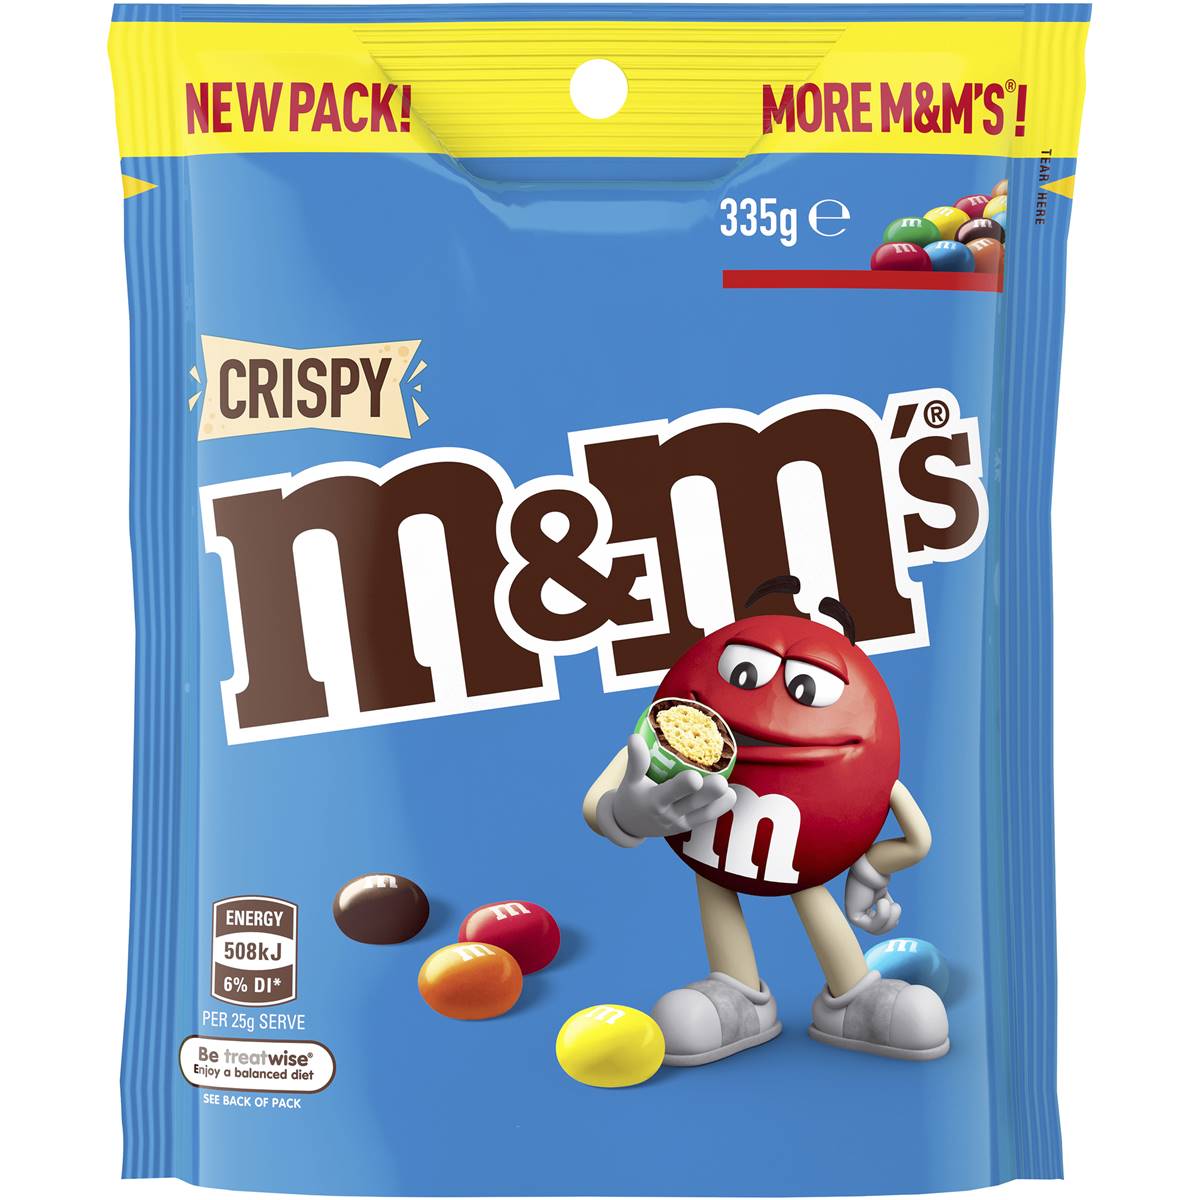 NEW PACK!
MORE M&M'S®!
TEAR HERE
335g ℮
CRISPY
m&m's®
m
ENERGY
508kJ
6% DI*
PER 25g SERVE
Be treatwise®
Enjoy a balanced diet
SEE BACK OF PACK